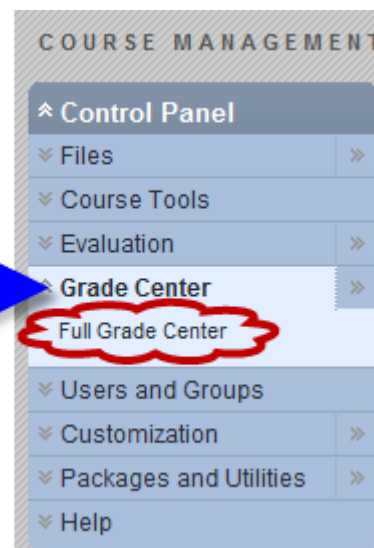 COURSE MANAGEMENT
Control Panel
Files
Course Tools
Evaluation
Grade Center
Full Grade Center
Users and Groups
Customization
Packages and Utilities
Help